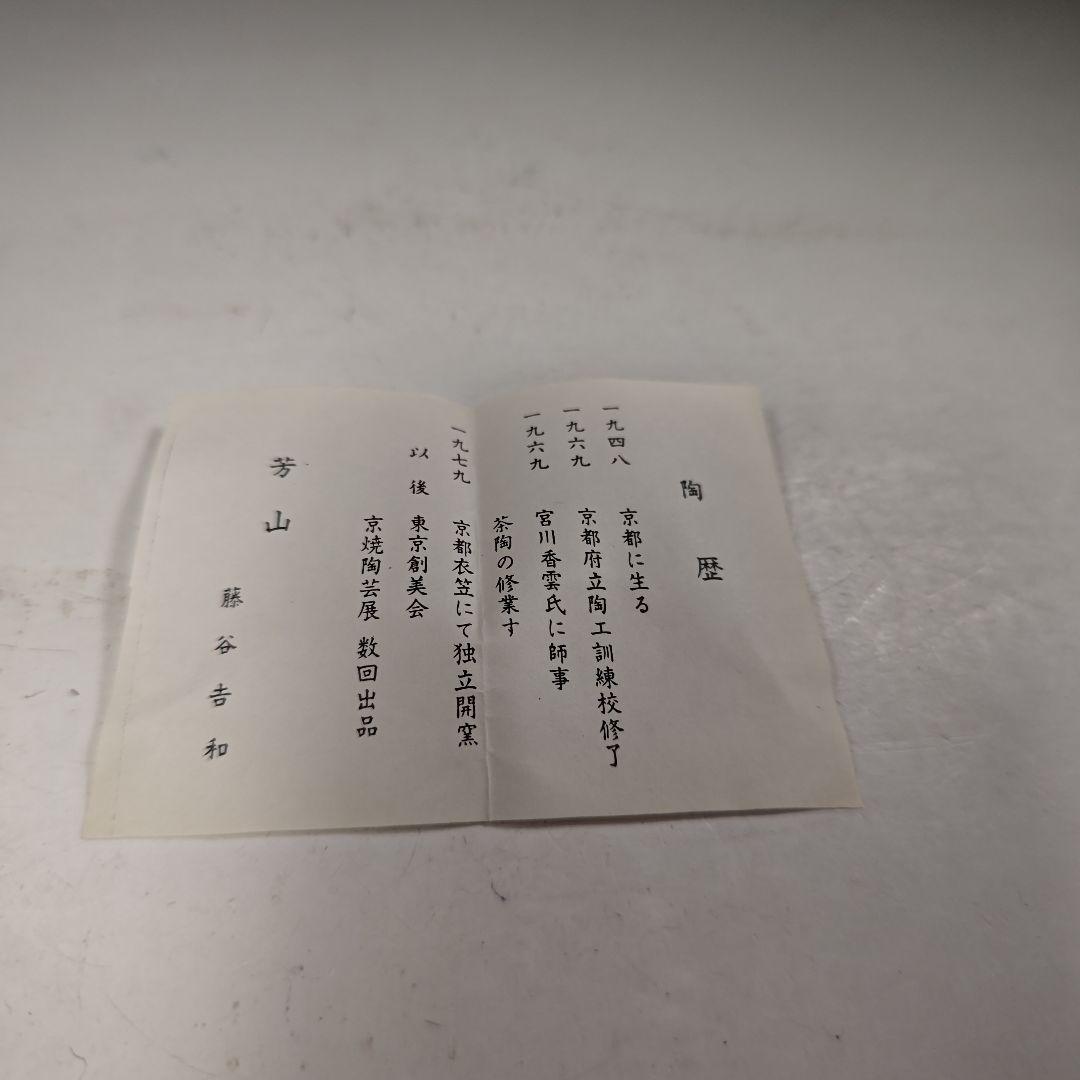 陶歴
一九四八 京都に生る
一九六九 京都府立陶工訓練校修了
一九六九 宮川香雲氏に師事
茶陶の修業す
一九七九 京都衣笠にて独立開窯
以後 東京創美会
京焼陶芸展 数回出品
芳山
藤谷吉和